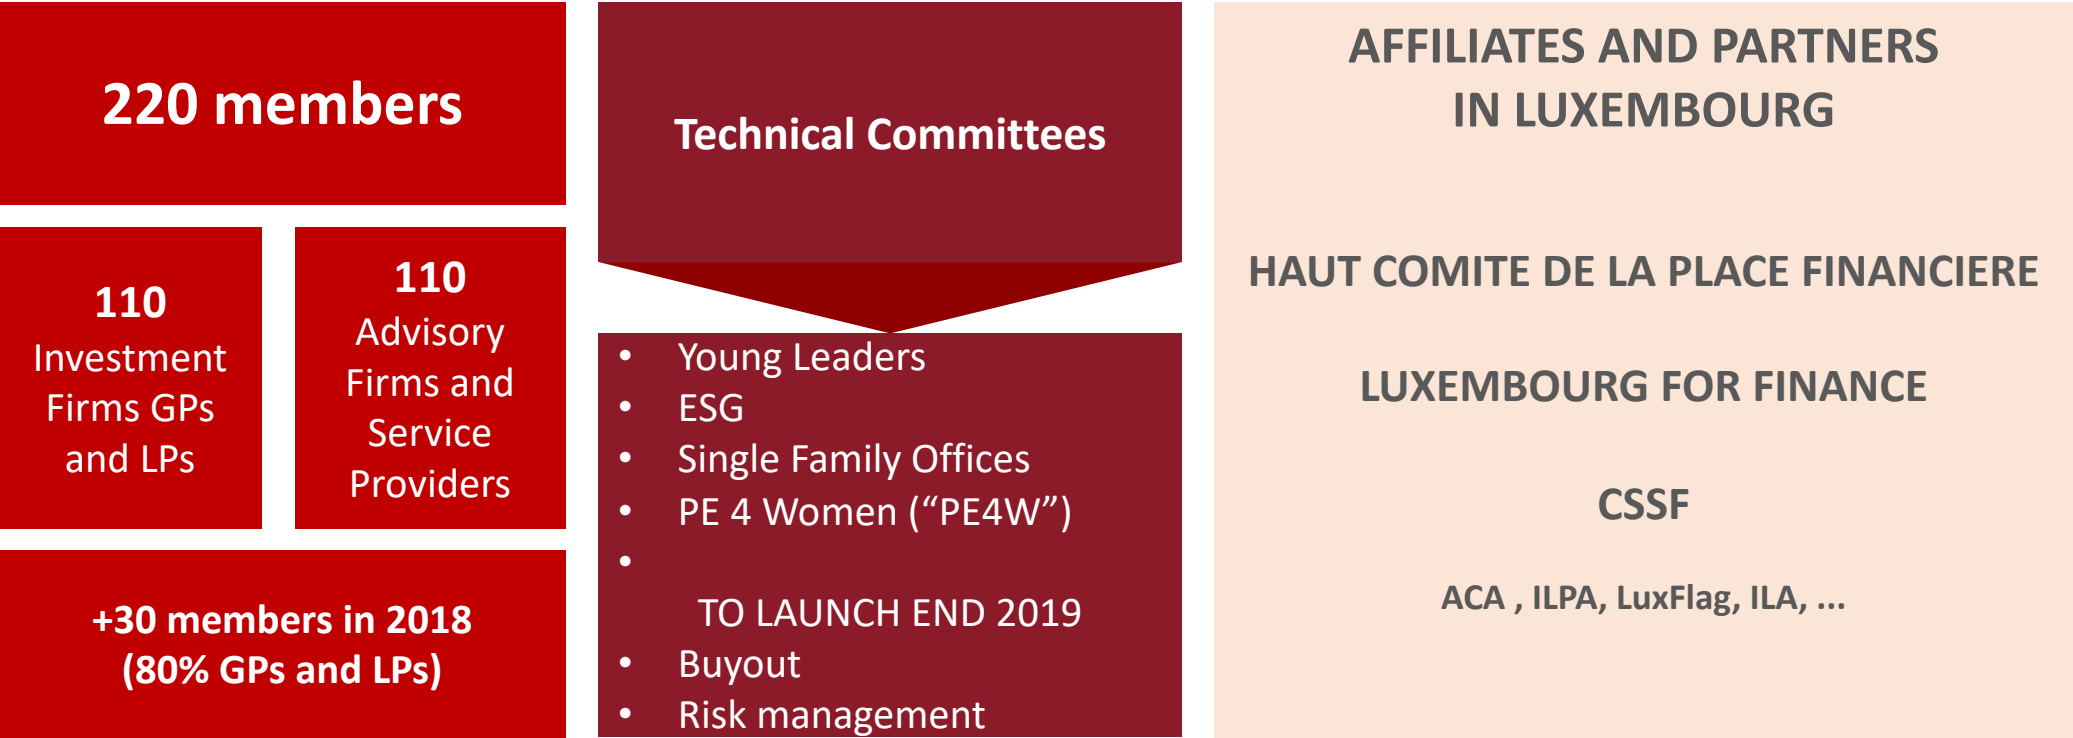 220 members
110
Investment
Firms GPs
and LPs
110
Advisory
Firms and
Service
Providers
+30 members in 2018
(80% GPs and LPs)
Technical Committees
• Young Leaders
• ESG
• Single Family Offices
• PE 4 Women (“PE4W”)
•
TO LAUNCH END 2019
• Buyout
• Risk management
AFFILIATES AND PARTNERS
IN LUXEMBOURG
HAUT COMITE DE LA PLACE FINANCIERE
LUXEMBOURG FOR FINANCE
CSSF
ACA , ILPA, LuxFlag, ILA, ...